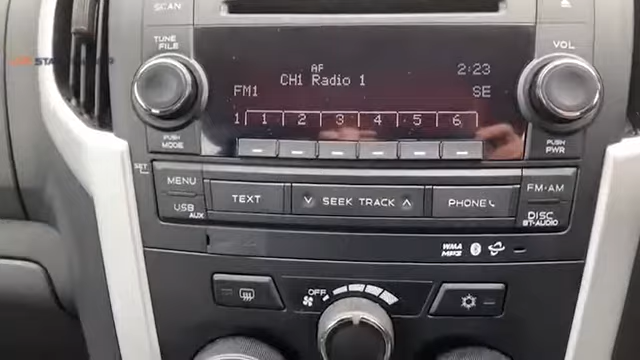 SCAN
TUNE
FILE
VOL
AF
CH1 Radio 1
2:23
FM1
SE
1 1 2 3 4 5 6
PUSH
MODE
PUSH
PWR
SET
MENU
USB
AUX
TEXT
SEEK TRACK
PHONE
FM·AM
DISC
BT-AUDIO
WMA
MP3
OFF